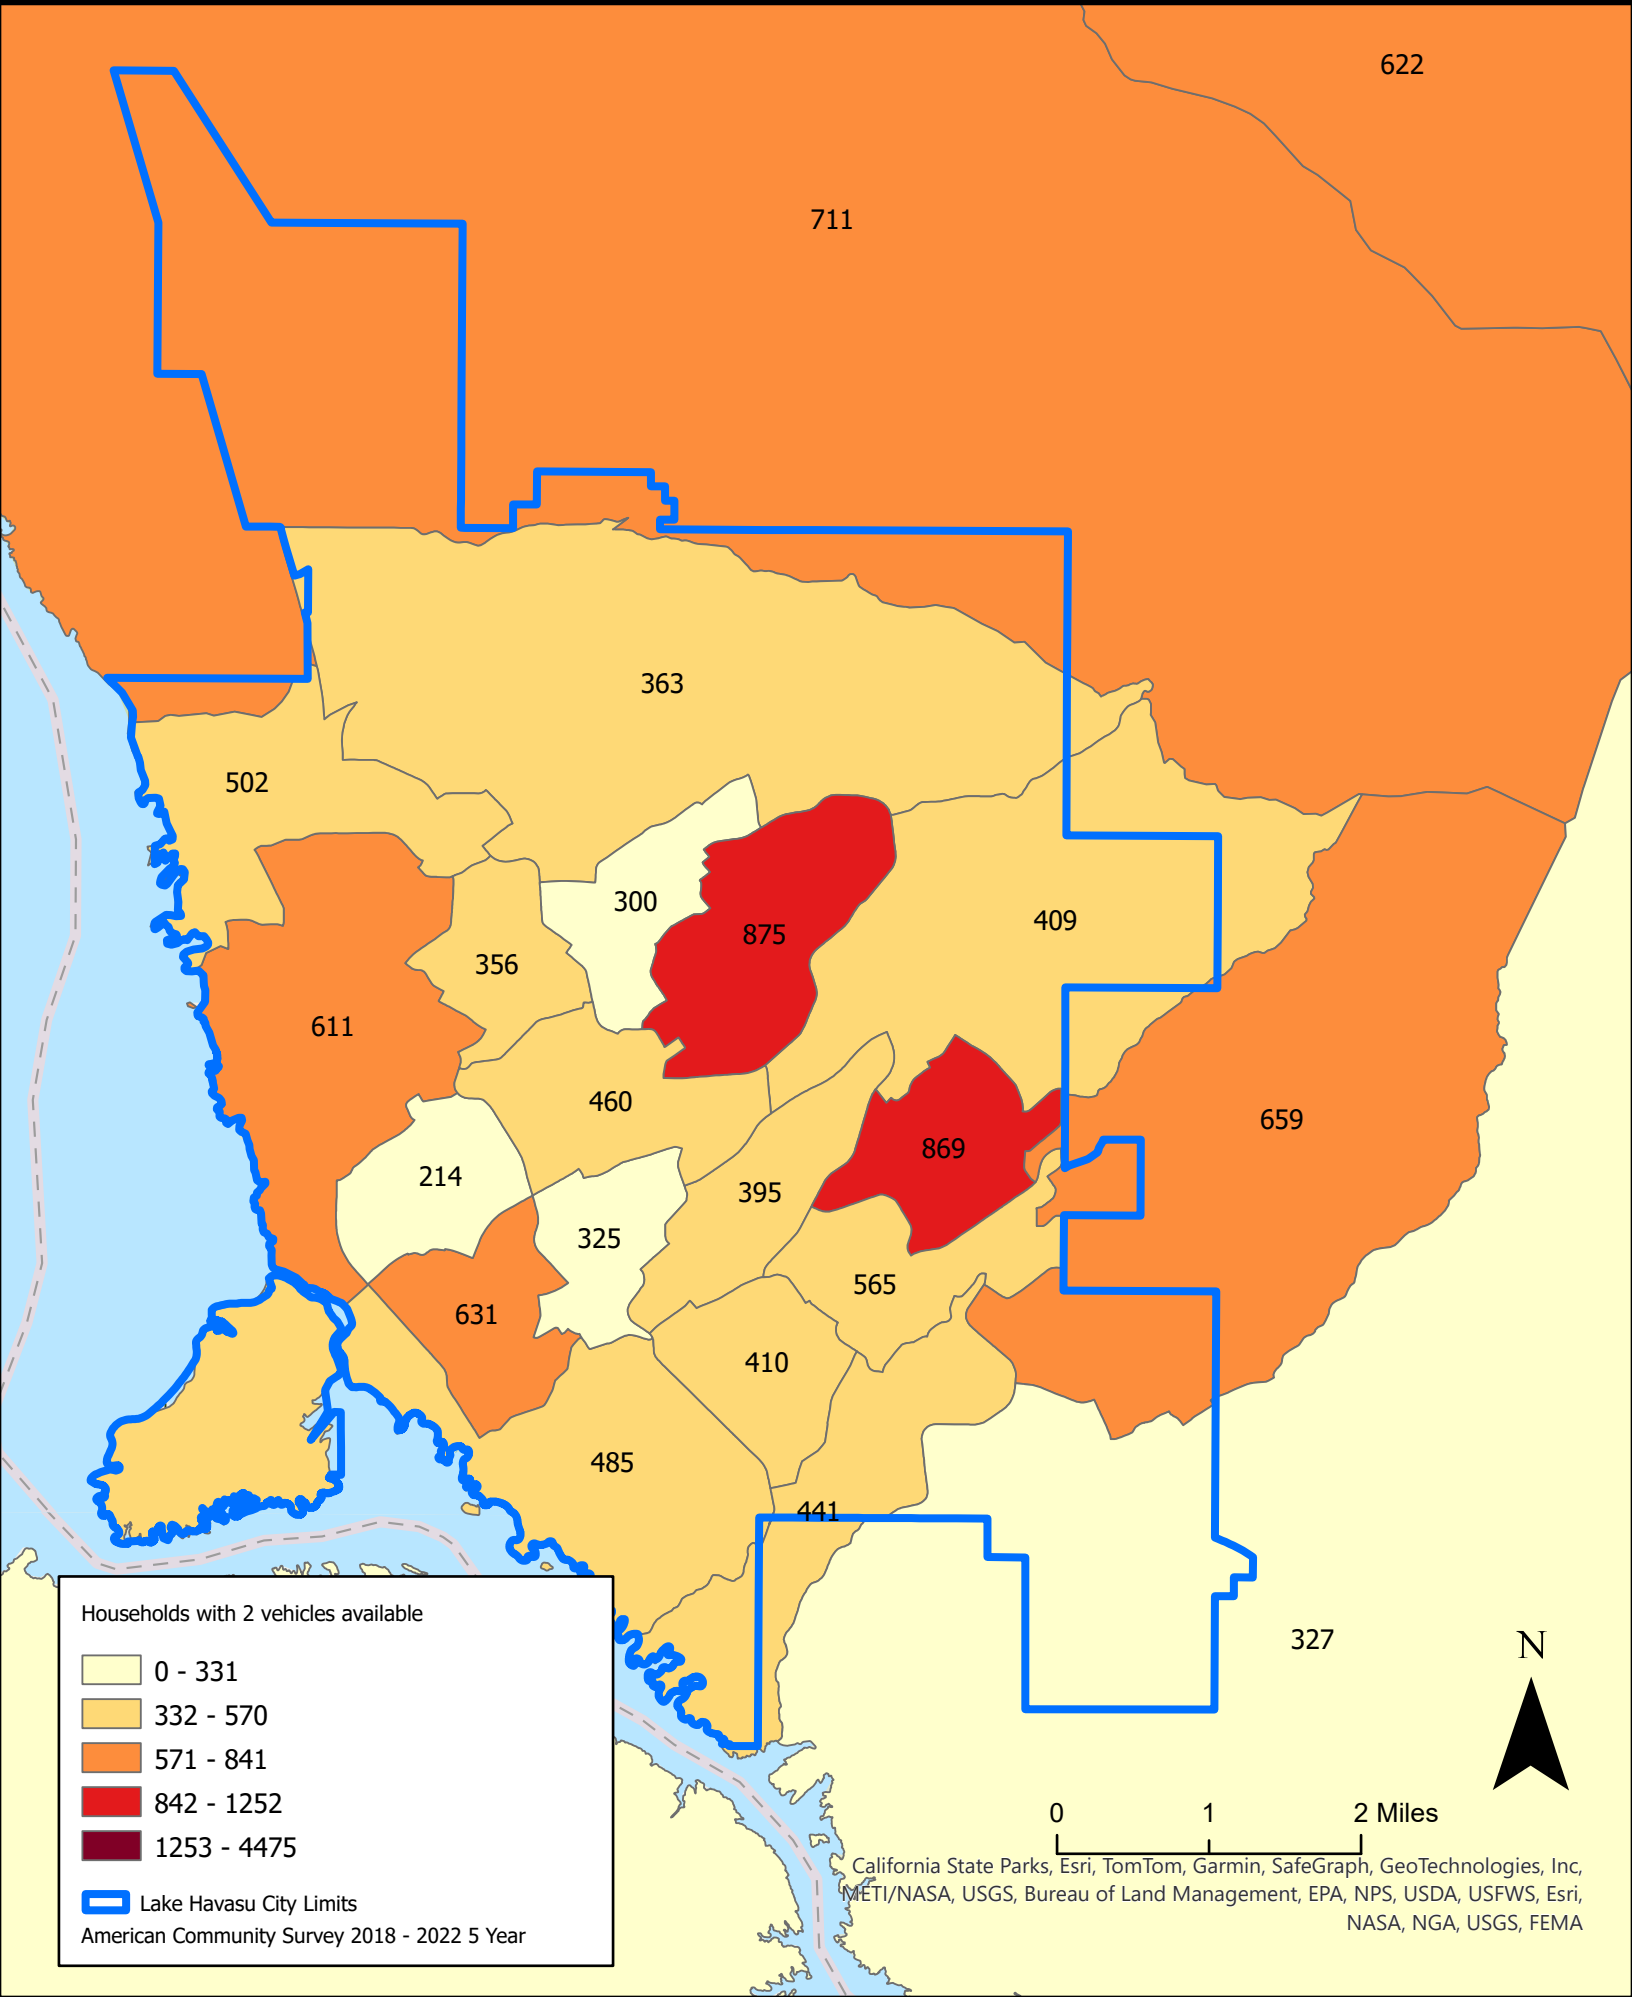 622
711
363
502
300
875
409
356
611
460
659
869
214
395
325
565
631
410
485
441
327
N
Households with 2 vehicles available
0 - 331
332 - 570
571 - 841
842 - 1252
1253 - 4475
Lake Havasu City Limits
American Community Survey 2018 - 2022 5 Year
0 1 2 Miles
California State Parks, Esri, TomTom, Garmin, SafeGraph, GeoTechnologies, Inc,
METI/NASA, USGS, Bureau of Land Management, EPA, NPS, USDA, USFWS, Esri,
NASA, NGA, USGS, FEMA